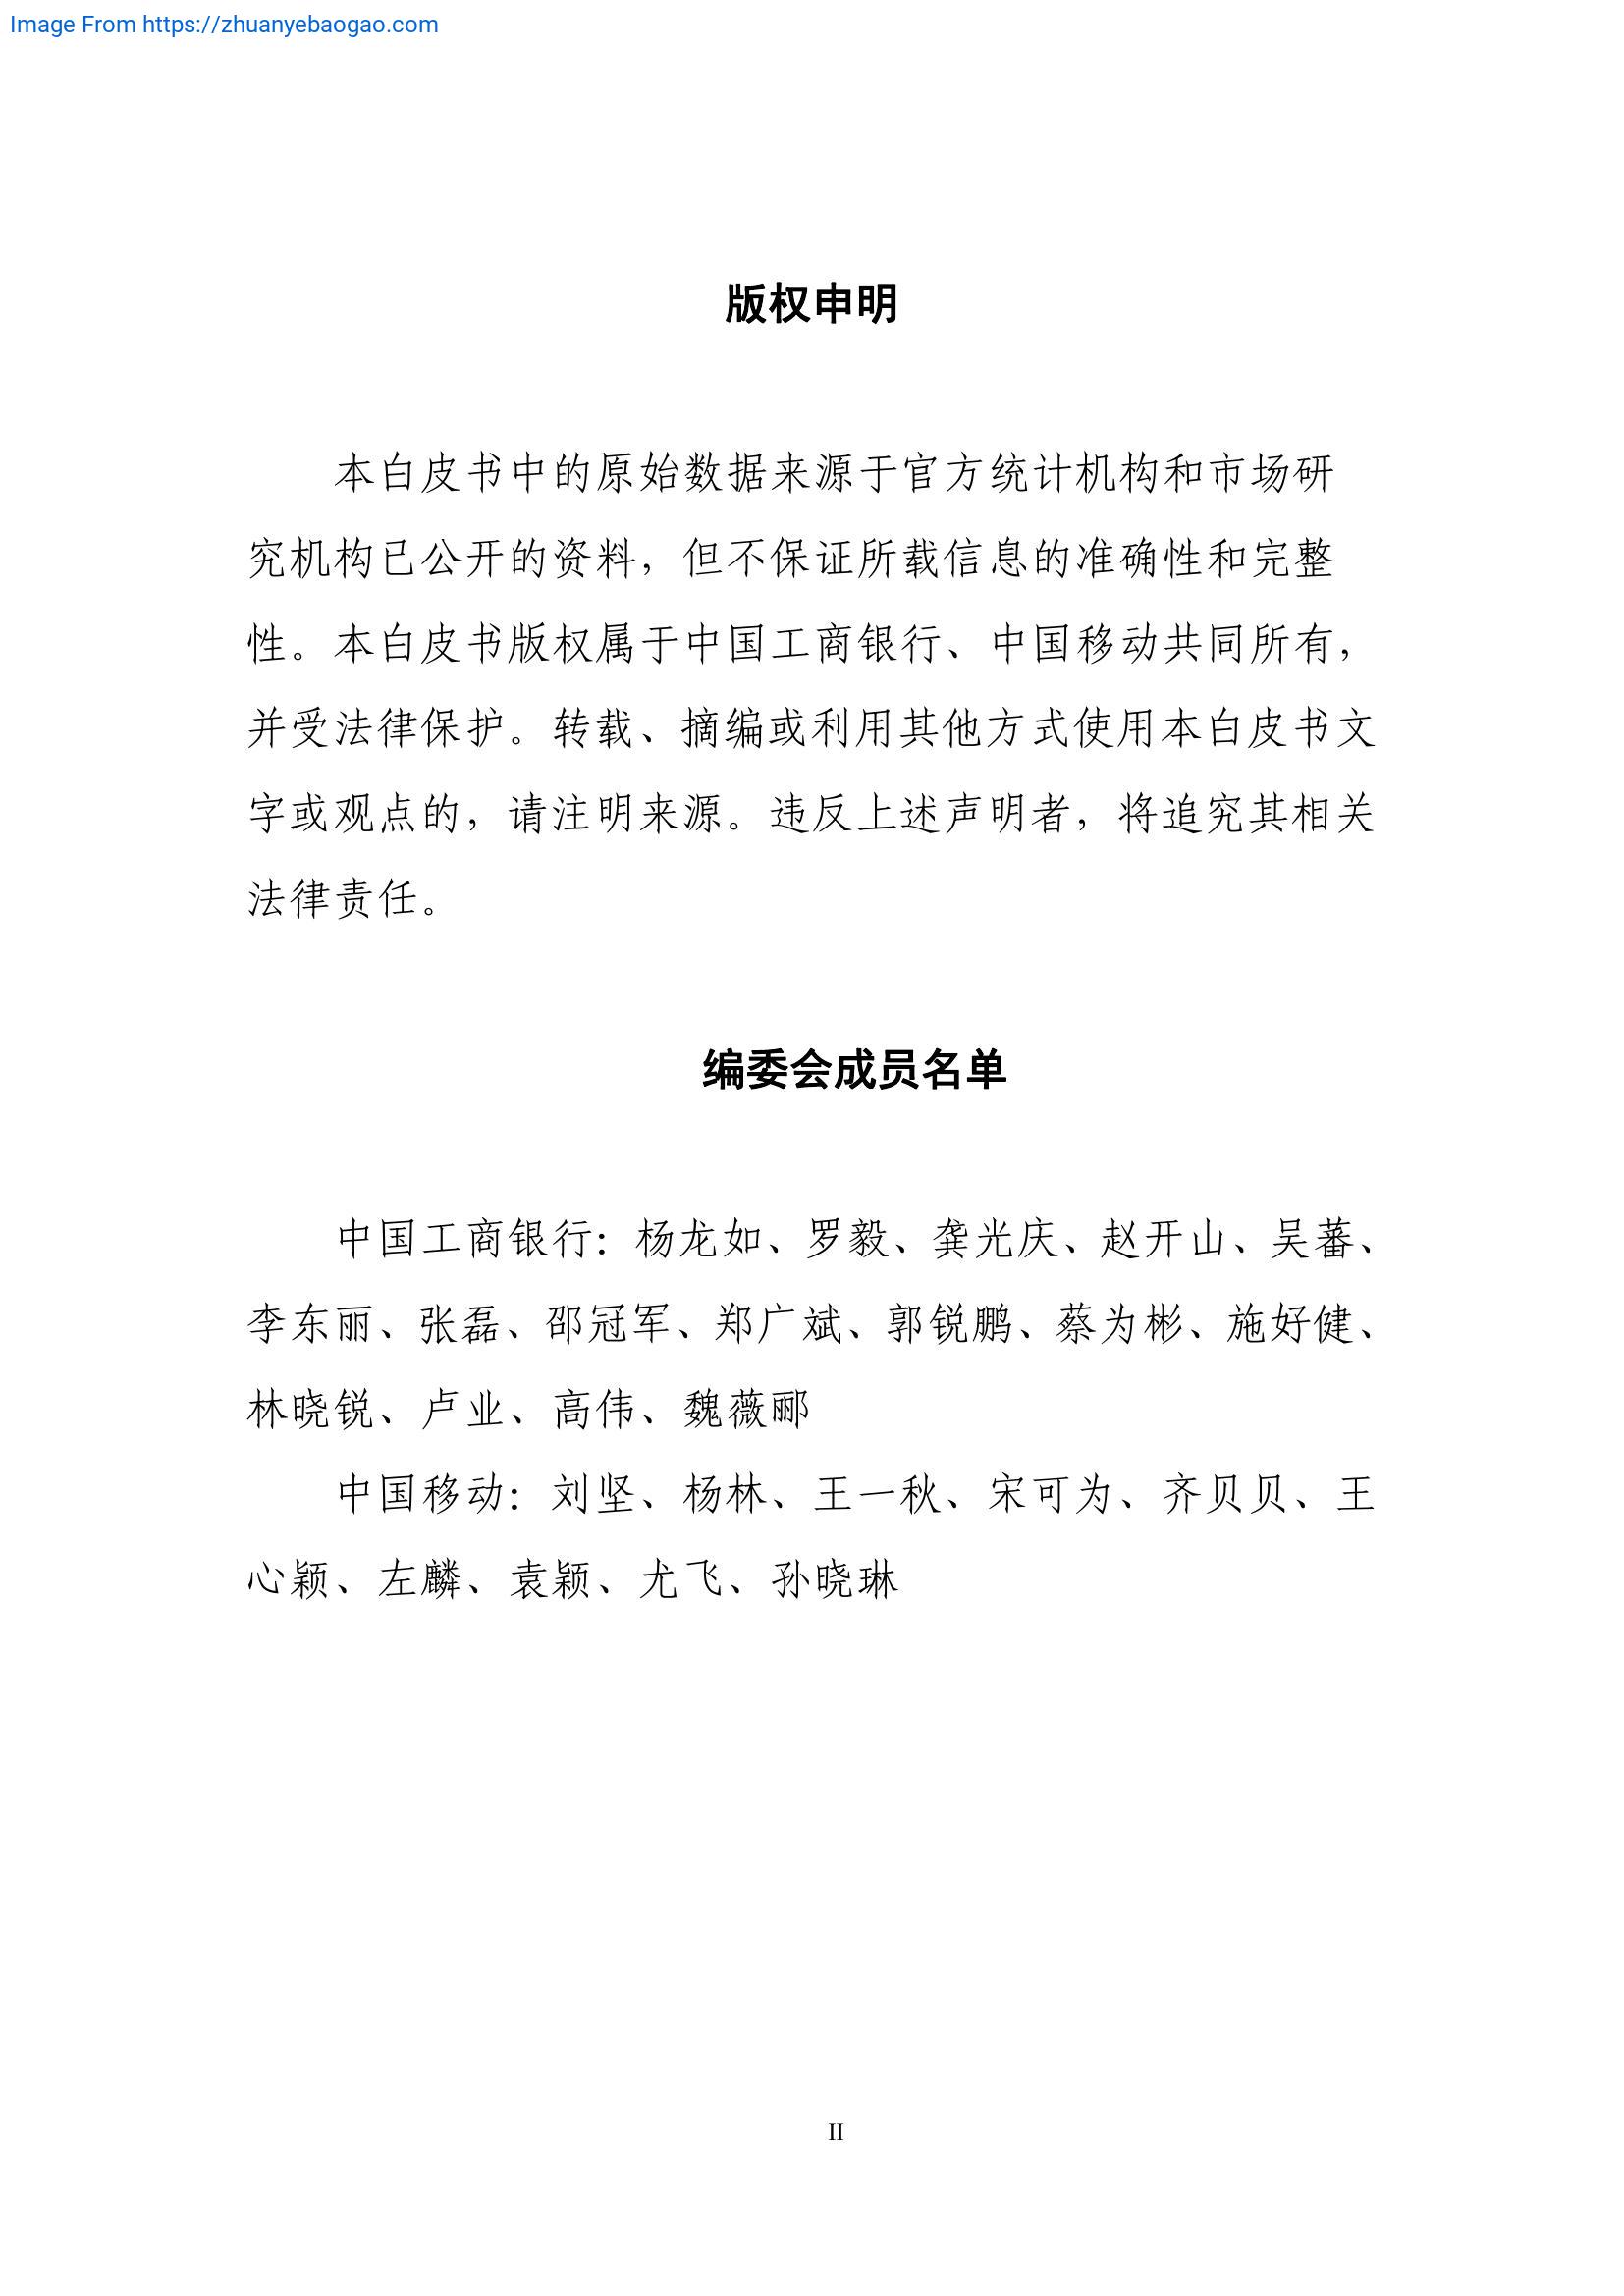 Image From https://zhuanyebaogao.com
版权申明
本白皮书中的原始数据来源于官方统计机构和市场研
究机构已公开的资料，但不保证所载信息的准确性和完整
性。本白皮书版权属于中国工商银行、中国移动共同所有，
并受法律保护。转载、摘编或利用其他方式使用本白皮书文
字或观点的，请注明来源。违反上述声明者，将追究其相关
法律责任。
编委会成员名单
中国工商银行：杨龙如、罗毅、龚光庆、赵开山、吴蕃、
李东丽、张磊、邵冠军、郑广斌、郭锐鹏、蔡为彬、施好健、
林晓锐、卢业、高伟、魏薇郦
中国移动：刘坚、杨林、王一秋、宋可为、齐贝贝、王
心颖、左麟、袁颖、尤飞、孙晓琳
II